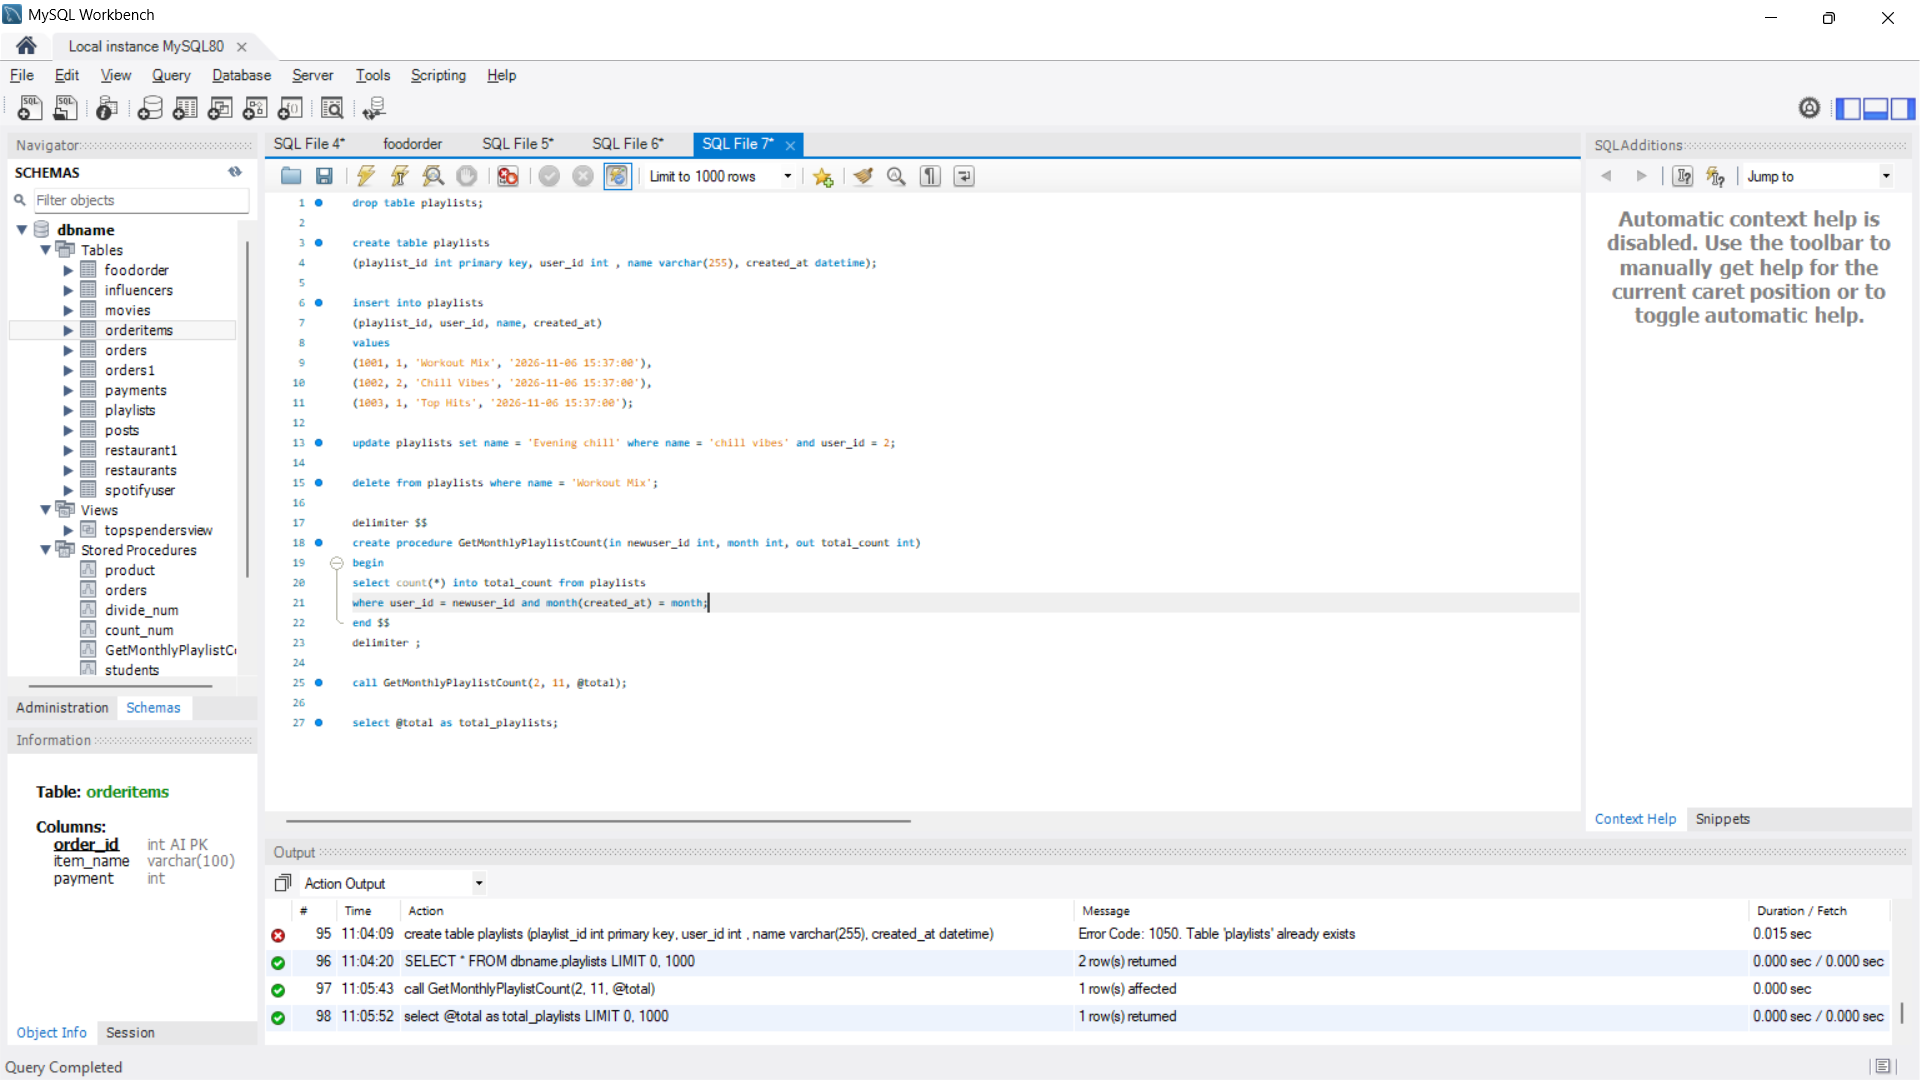 MySQL Workbench
Local instance MySQL80
File Edit View Query Database Server Tools Scripting Help
Navigator
SCHEMAS
Filter objects
dbname
Tables
foodorder
influencers
movies
orderitems
orders
orders1
payments
playlists
posts
restaurant1
restaurants
spotifyuser
Views
topspendersview
Stored Procedures
product
orders
divide_num
count_num
GetMonthlyPlaylistC
students
Administration Schemas
Information
Table: orderitems
Columns:
order_id int AI PK
item_name varchar(100)
payment int
Object Info Session
Query Completed
SQL File 4* foodorder SQL File 5* SQL File 6* SQL File 7*
Limit to 1000 rows
1 drop table playlists;
2
3 create table playlists
4 (playlist_id int primary key, user_id int , name varchar(255), created_at datetime);
5
6 insert into playlists
7 (playlist_id, user_id, name, created_at)
8 values
9 (1001, 1, 'Workout Mix', '2026-11-06 15:37:00'),
10 (1002, 2, 'Chill Vibes', '2026-11-06 15:37:00'),
11 (1003, 1, 'Top Hits', '2026-11-06 15:37:00');
12
13 update playlists set name = 'Evening chill' where name = 'chill vibes' and user_id = 2;
14
15 delete from playlists where name = 'Workout Mix';
16
17 delimiter $$
18 create procedure GetMonthlyPlaylistCount(in newuser_id int, month int, out total_count int)
19 begin
20 select count(*) into total_count from playlists
21 where user_id = newuser_id and month(created_at) = month;
22 end $$
23 delimiter ;
24
25 call GetMonthlyPlaylistCount(2, 11, @total);
26
27 select @total as total_playlists;
SQLAdditions
Jump to
Automatic context help is
disabled. Use the toolbar to
manually get help for the
current caret position or to
toggle automatic help.
Context Help Snippets
Output
Action Output
# Time Action Message Duration / Fetch
95 11:04:09 create table playlists (playlist_id int primary key, user_id int , name varchar(255), created_at datetime) Error Code: 1050. Table 'playlists' already exists 0.015 sec
96 11:04:20 SELECT * FROM dbname.playlists LIMIT 0, 1000 2 row(s) returned 0.000 sec / 0.000 sec
97 11:05:43 call GetMonthlyPlaylistCount(2, 11, @total) 1 row(s) affected 0.000 sec
98 11:05:52 select @total as total_playlists LIMIT 0, 1000 1 row(s) returned 0.000 sec / 0.000 sec